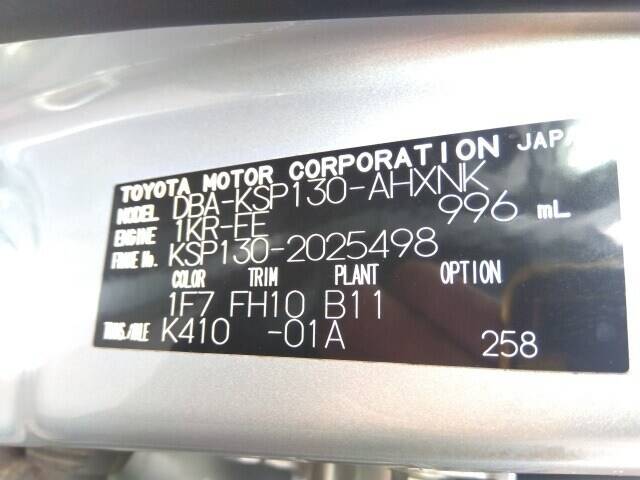 TOYOTA MOTOR CORPORATION JAPA
MODEL DBA-KSP130-AHXNK
ENGINE 1KR-FE 996 mL
FRAME No. KSP130-2025498
COLOR TRIM PLANT OPTION
1F7 FH10 B11
TRANS./AXLE K410 -01A 258